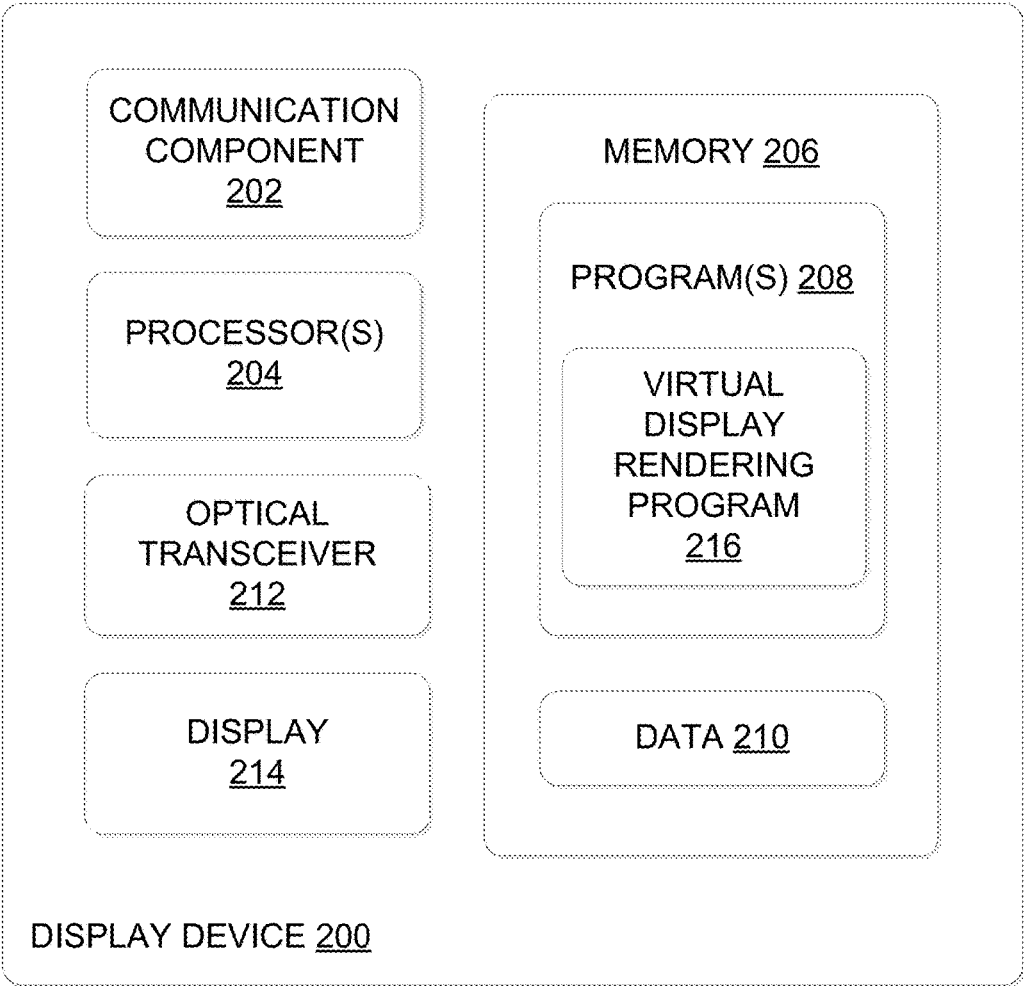 COMMUNICATION
COMPONENT
202
PROCESSOR(S)
204
OPTICAL
TRANSCEIVER
212
DISPLAY
214
MEMORY 206
PROGRAM(S) 208
VIRTUAL
DISPLAY
RENDERING
PROGRAM
216
DATA 210
DISPLAY DEVICE 200